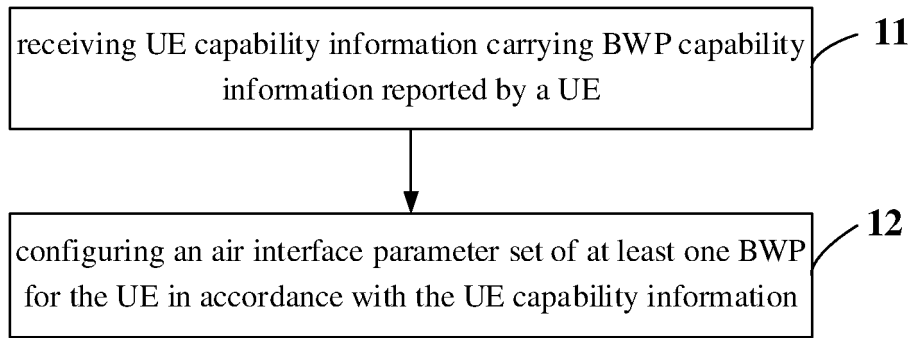 receiving UE capability information carrying BWP capability
information reported by a UE
11
configuring an air interface parameter set of at least one BWP
for the UE in accordance with the UE capability information
12